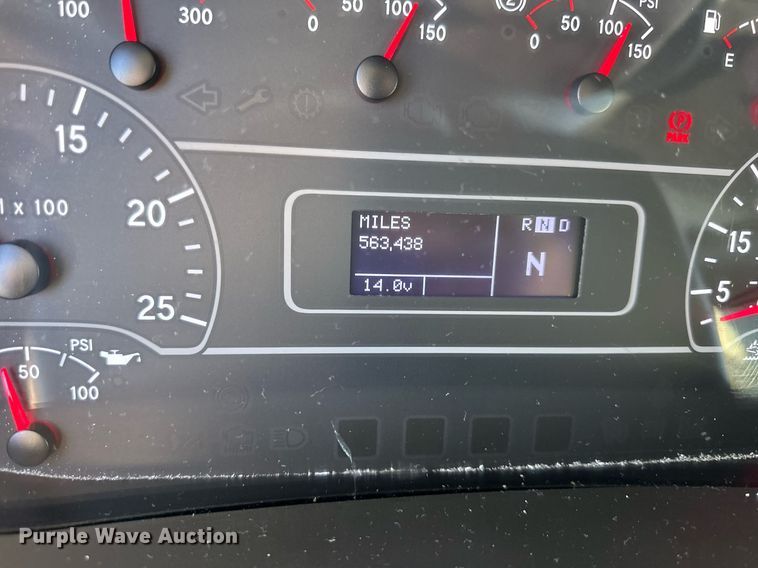 100 300
0 50 100 150
2 0 50 100 150 PSI
E
P PARK
15 20 25
1 x 100
MILES
563,438
14.0v
R N D
N
15
5
50 PSI 100
Purple Wave Auction